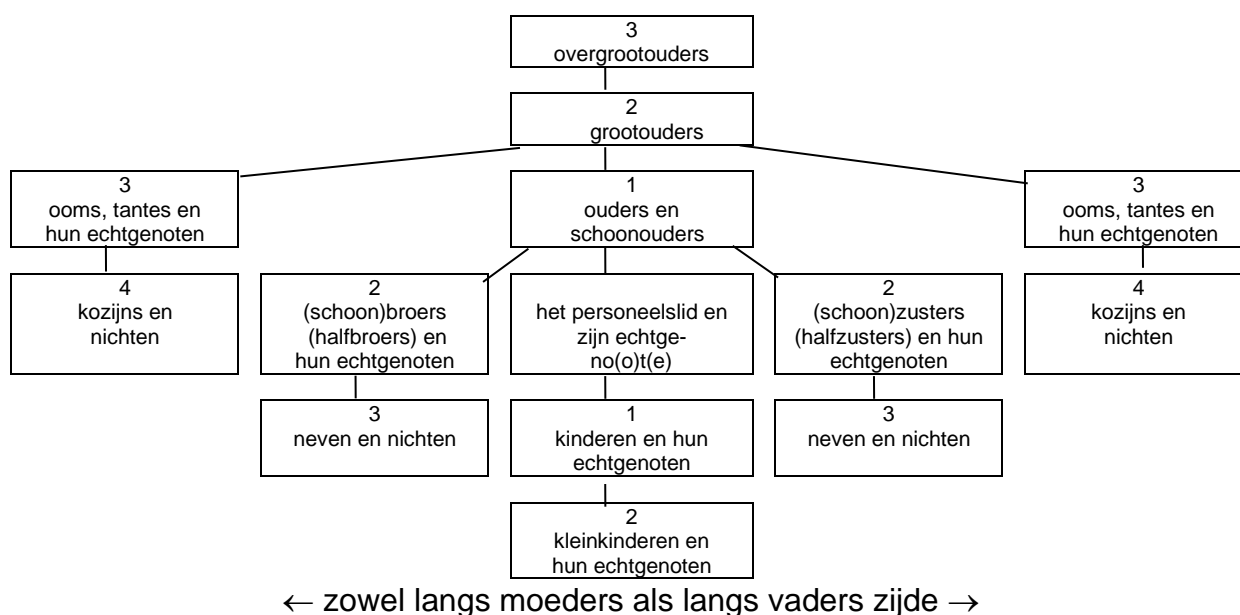 3
overgrootouders
2
grootouders
3
ooms, tantes en
hun echtgenoten
1
ouders en
schoonouders
3
ooms, tantes en
hun echtgenoten
4
kozijns en
nichten
2
(schoon)broers
(halfbroers) en
hun echtgenoten
het personeelslid en
zijn echtge-
no(o)t(e)
2
(schoon)zusters
(halfzusters) en hun
echtgenoten
4
kozijns en
nichten
3
neven en nichten
1
kinderen en hun
echtgenoten
3
neven en nichten
2
kleinkinderen en
hun echtgenoten
← zowel langs moeders als langs vaders zijde →